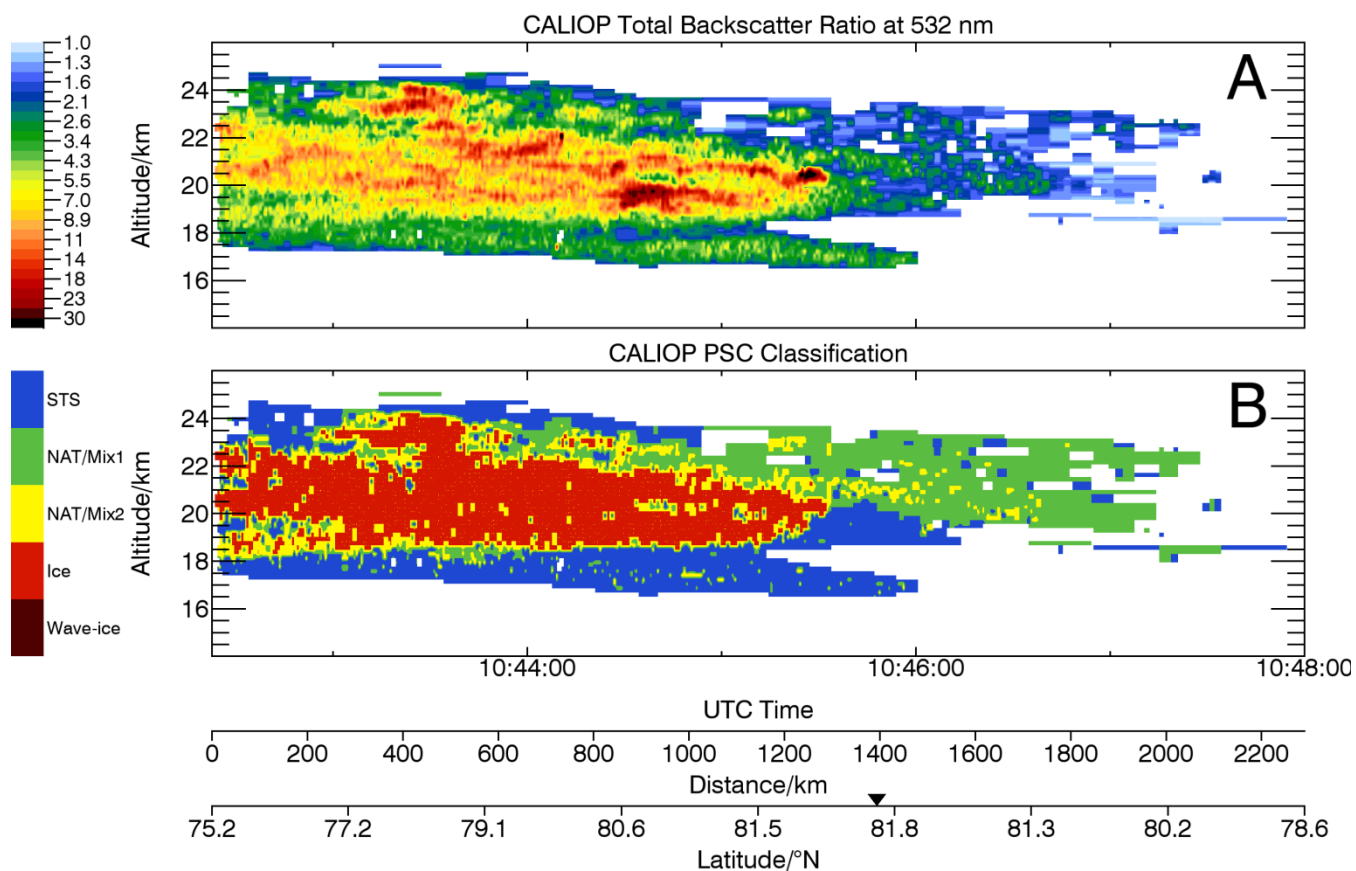 CALIOP Total Backscatter Ratio at 532 nm
A
1.0
1.3
1.6
2.1
2.6
3.4
4.3
5.5
7.0
8.9
11
14
18
23
30
Altitude/km
24
22
20
18
16
CALIOP PSC Classification
B
STS
NAT/Mix1
NAT/Mix2
Ice
Wave-ice
Altitude/km
24
22
20
18
16
10:44:00 10:46:00 10:48:00
UTC Time
0 200 400 600 800 1000 1200 1400 1600 1800 2000 2200
Distance/km
75.2 77.2 79.1 80.6 81.5 81.8 81.3 80.2 78.6
Latitude/°N